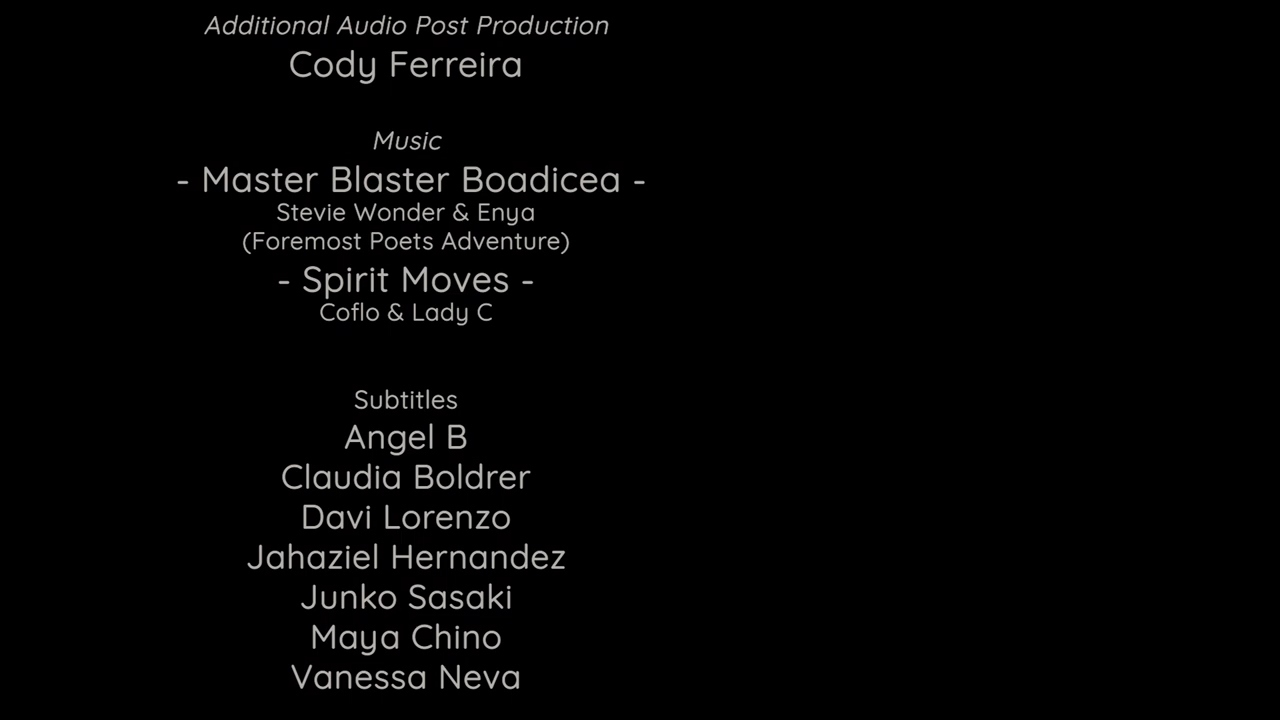 Additional Audio Post Production
Cody Ferreira
Music
- Master Blaster Boadicea -
Stevie Wonder & Enya
(Foremost Poets Adventure)
- Spirit Moves -
Coflo & Lady C
Subtitles
Angel B
Claudia Boldrer
Davi Lorenzo
Jahaziel Hernandez
Junko Sasaki
Maya Chino
Vanessa Neva